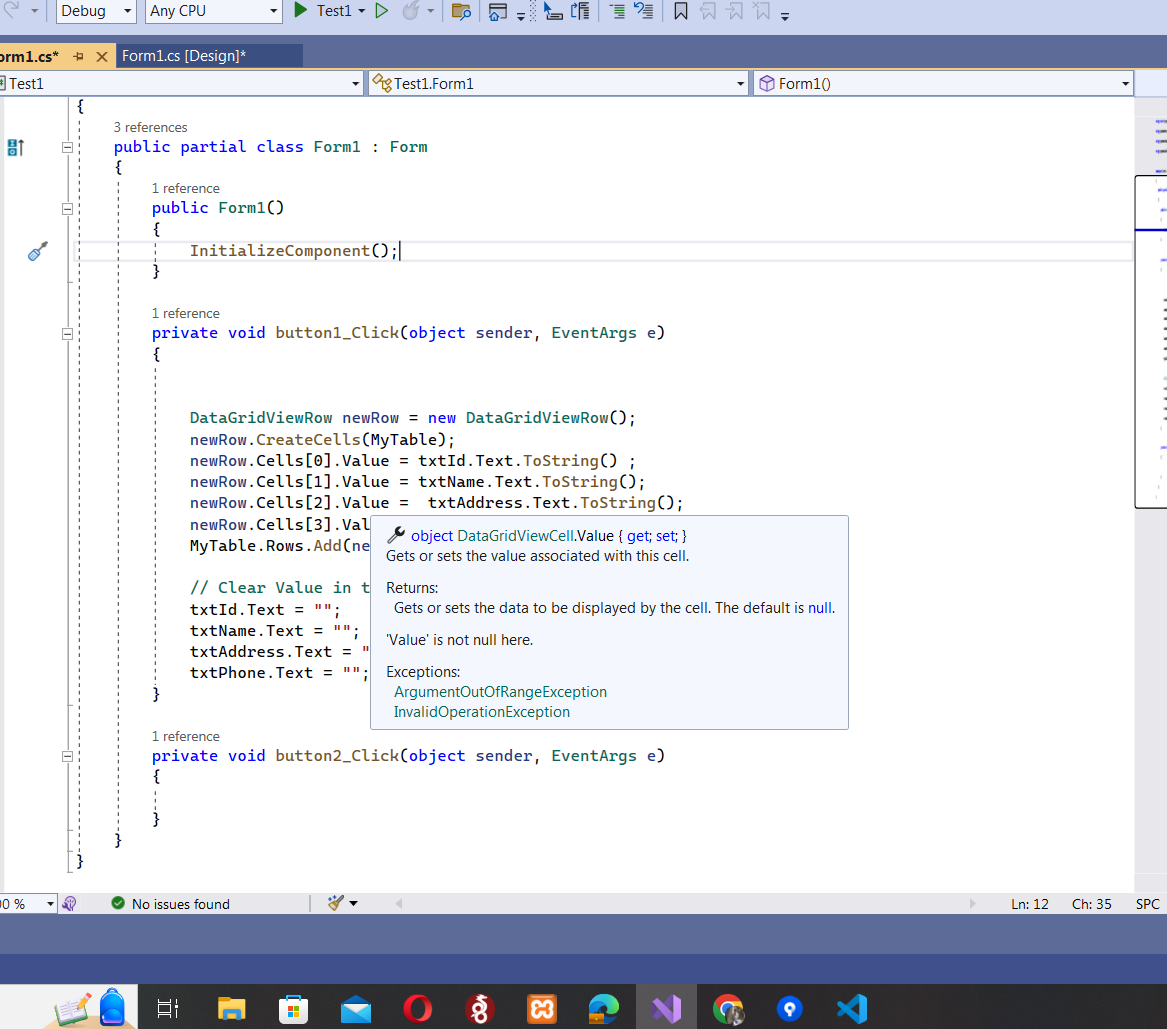 Debug
Any CPU
Test1
orm1.cs*
Form1.cs [Design]*
Test1
Test1.Form1
Form1()
{
3 references
public partial class Form1 : Form
{
1 reference
public Form1()
{
InitializeComponent();
}
1 reference
private void button1_Click(object sender, EventArgs e)
{
DataGridViewRow newRow = new DataGridViewRow();
newRow.CreateCells(MyTable);
newRow.Cells[0].Value = txtId.Text.ToString() ;
newRow.Cells[1].Value = txtName.Text.ToString();
newRow.Cells[2].Value =  txtAddress.Text.ToString();
newRow.Cells[3].Val
MyTable.Rows.Add(ne
// Clear Value in t
txtId.Text = "";
txtName.Text = "";
txtAddress.Text = "
txtPhone.Text = "";
}
object DataGridViewCell.Value { get; set; }
Gets or sets the value associated with this cell.
Returns:
Gets or sets the data to be displayed by the cell. The default is null.
'Value' is not null here.
Exceptions:
ArgumentOutOfRangeException
InvalidOperationException
1 reference
private void button2_Click(object sender, EventArgs e)
{
}
}
}
00 %
No issues found
Ln: 12
Ch: 35
SPC